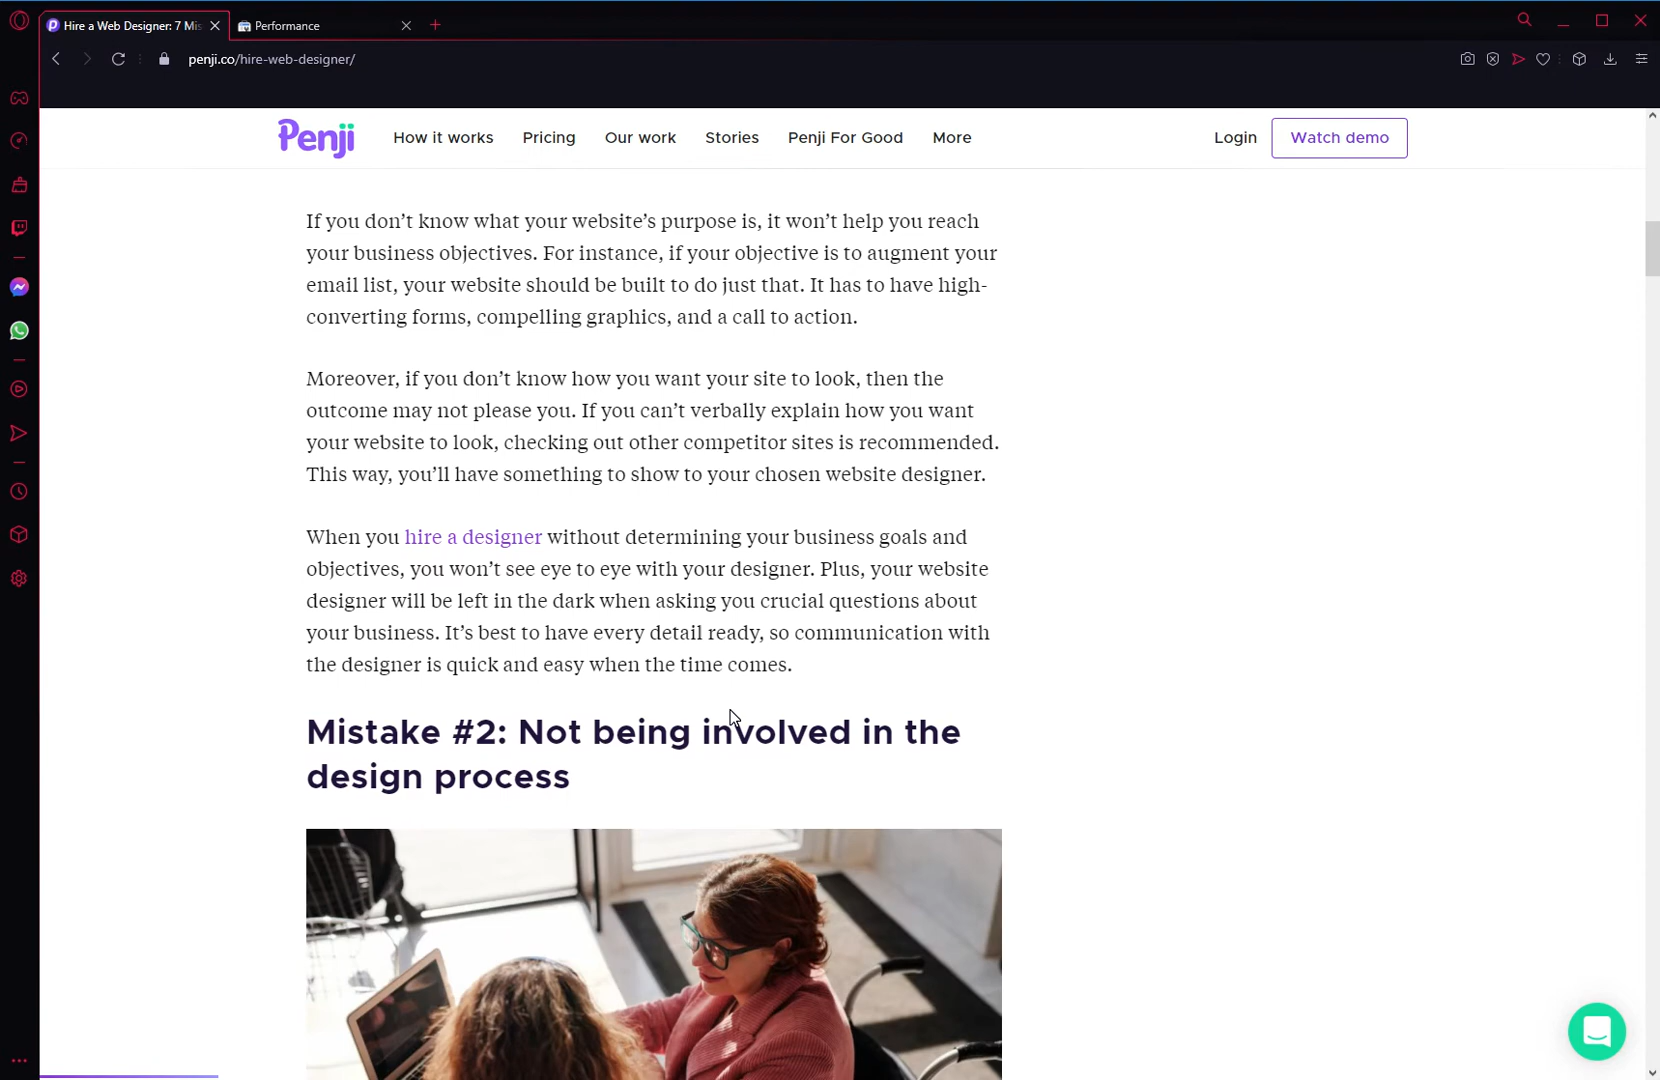 Hire a Web Designer: 7 Mis
Performance
penji.co/hire-web-designer/
Penji
How it works
Pricing
Our work
Stories
Penji For Good
More
Login
Watch demo
If you don’t know what your website’s purpose is, it won’t help you reach
your business objectives. For instance, if your objective is to augment your
email list, your website should be built to do just that. It has to have high-
converting forms, compelling graphics, and a call to action.
Moreover, if you don’t know how you want your site to look, then the
outcome may not please you. If you can’t verbally explain how you want
your website to look, checking out other competitor sites is recommended.
This way, you’ll have something to show to your chosen website designer.
When you hire a designer without determining your business goals and
objectives, you won’t see eye to eye with your designer. Plus, your website
designer will be left in the dark when asking you crucial questions about
your business. It’s best to have every detail ready, so communication with
the designer is quick and easy when the time comes.
Mistake #2: Not being involved in the
design process